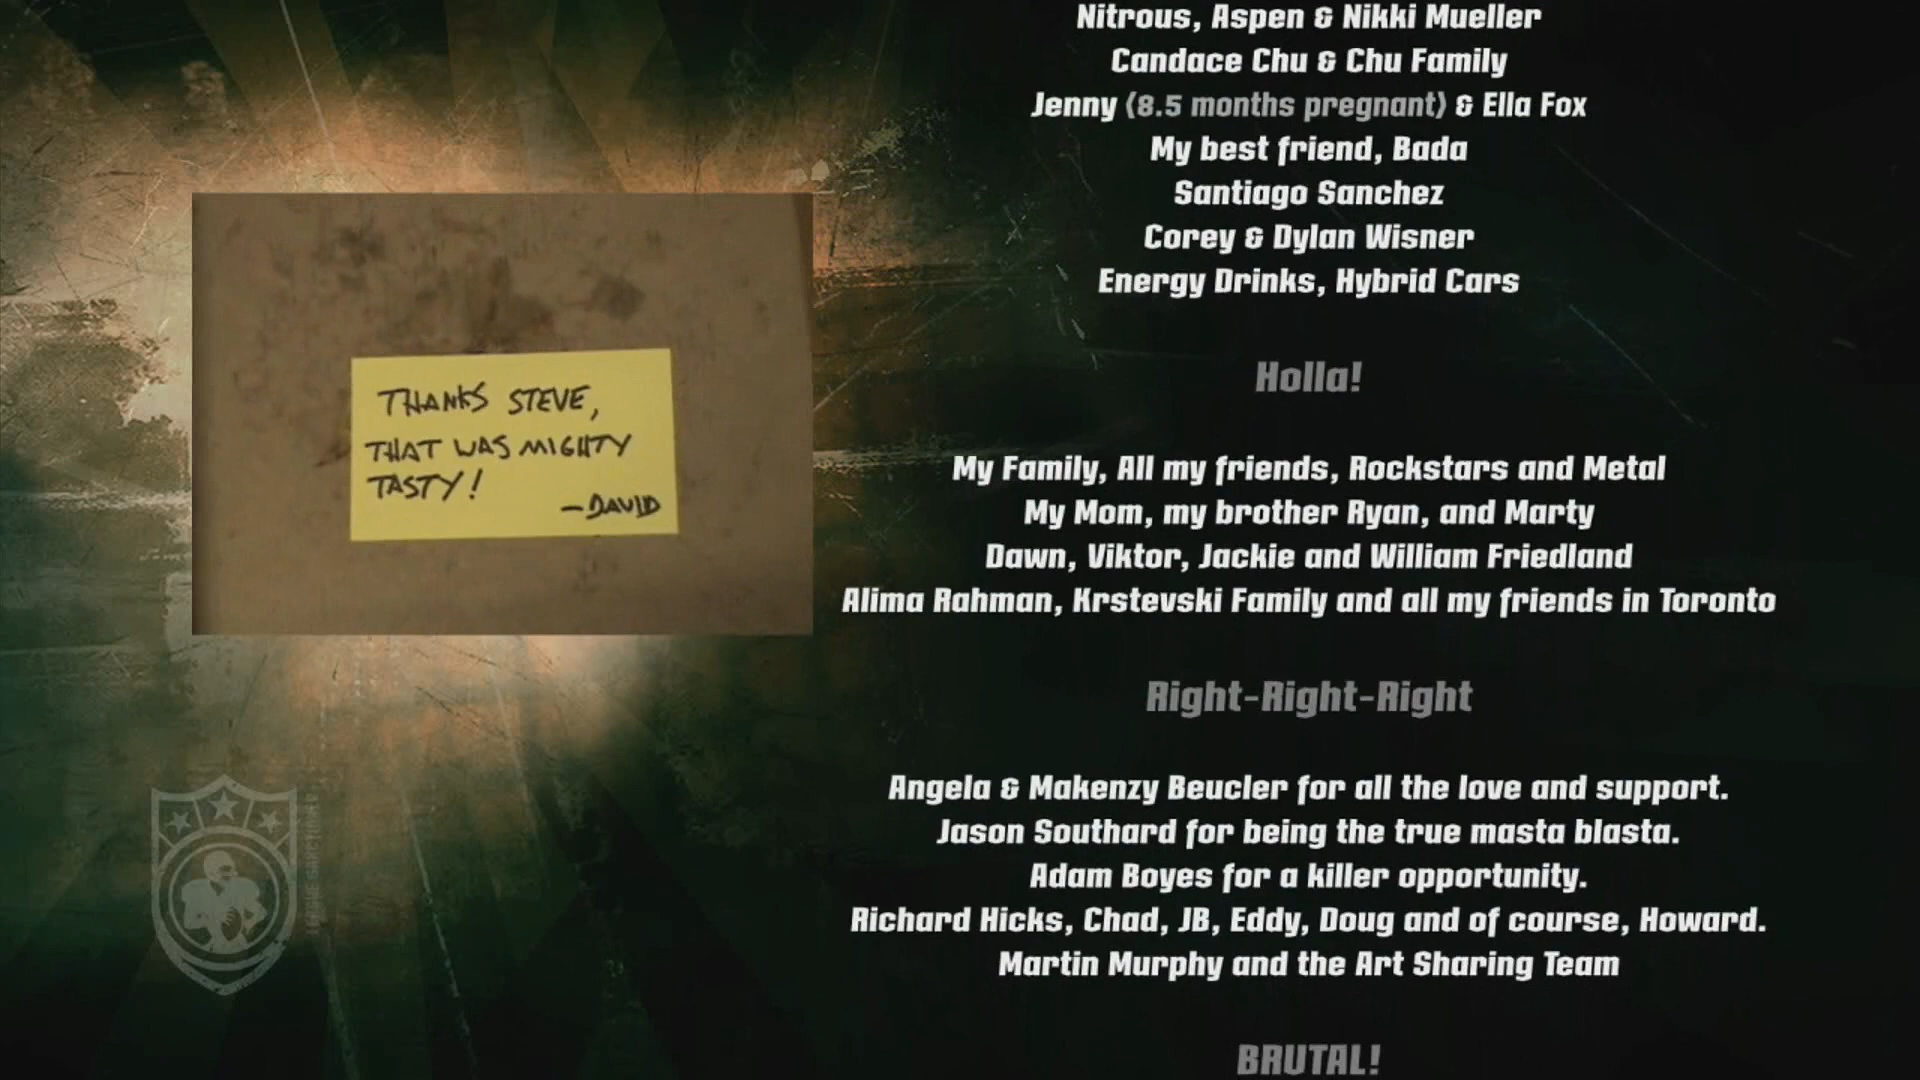 Nitrous, Aspen & Nikki Mueller
Candace Chu & Chu Family
Jenny (8.5 months pregnant) & Ella Fox
My best friend, Bada
Santiago Sanchez
Corey & Dylan Wisner
Energy Drinks, Hybrid Cars
Holla!
My Family, All my friends, Rockstars and Metal
My Mom, my brother Ryan, and Marty
Dawn, Viktor, Jackie and William Friedland
Alima Rahman, Krstevski Family and all my friends in Toronto
Right-Right-Right
Angela & Makenzy Beucler for all the love and support.
Jason Southard for being the true masta blasta.
Adam Boyes for a killer opportunity.
Richard Hicks, Chad, JB, Eddy, Doug and of course, Howard.
Martin Murphy and the Art Sharing Team
BRUTAL!
THANKS STEVE,
THAT WAS MIGHTY
TASTY!
-DAVID